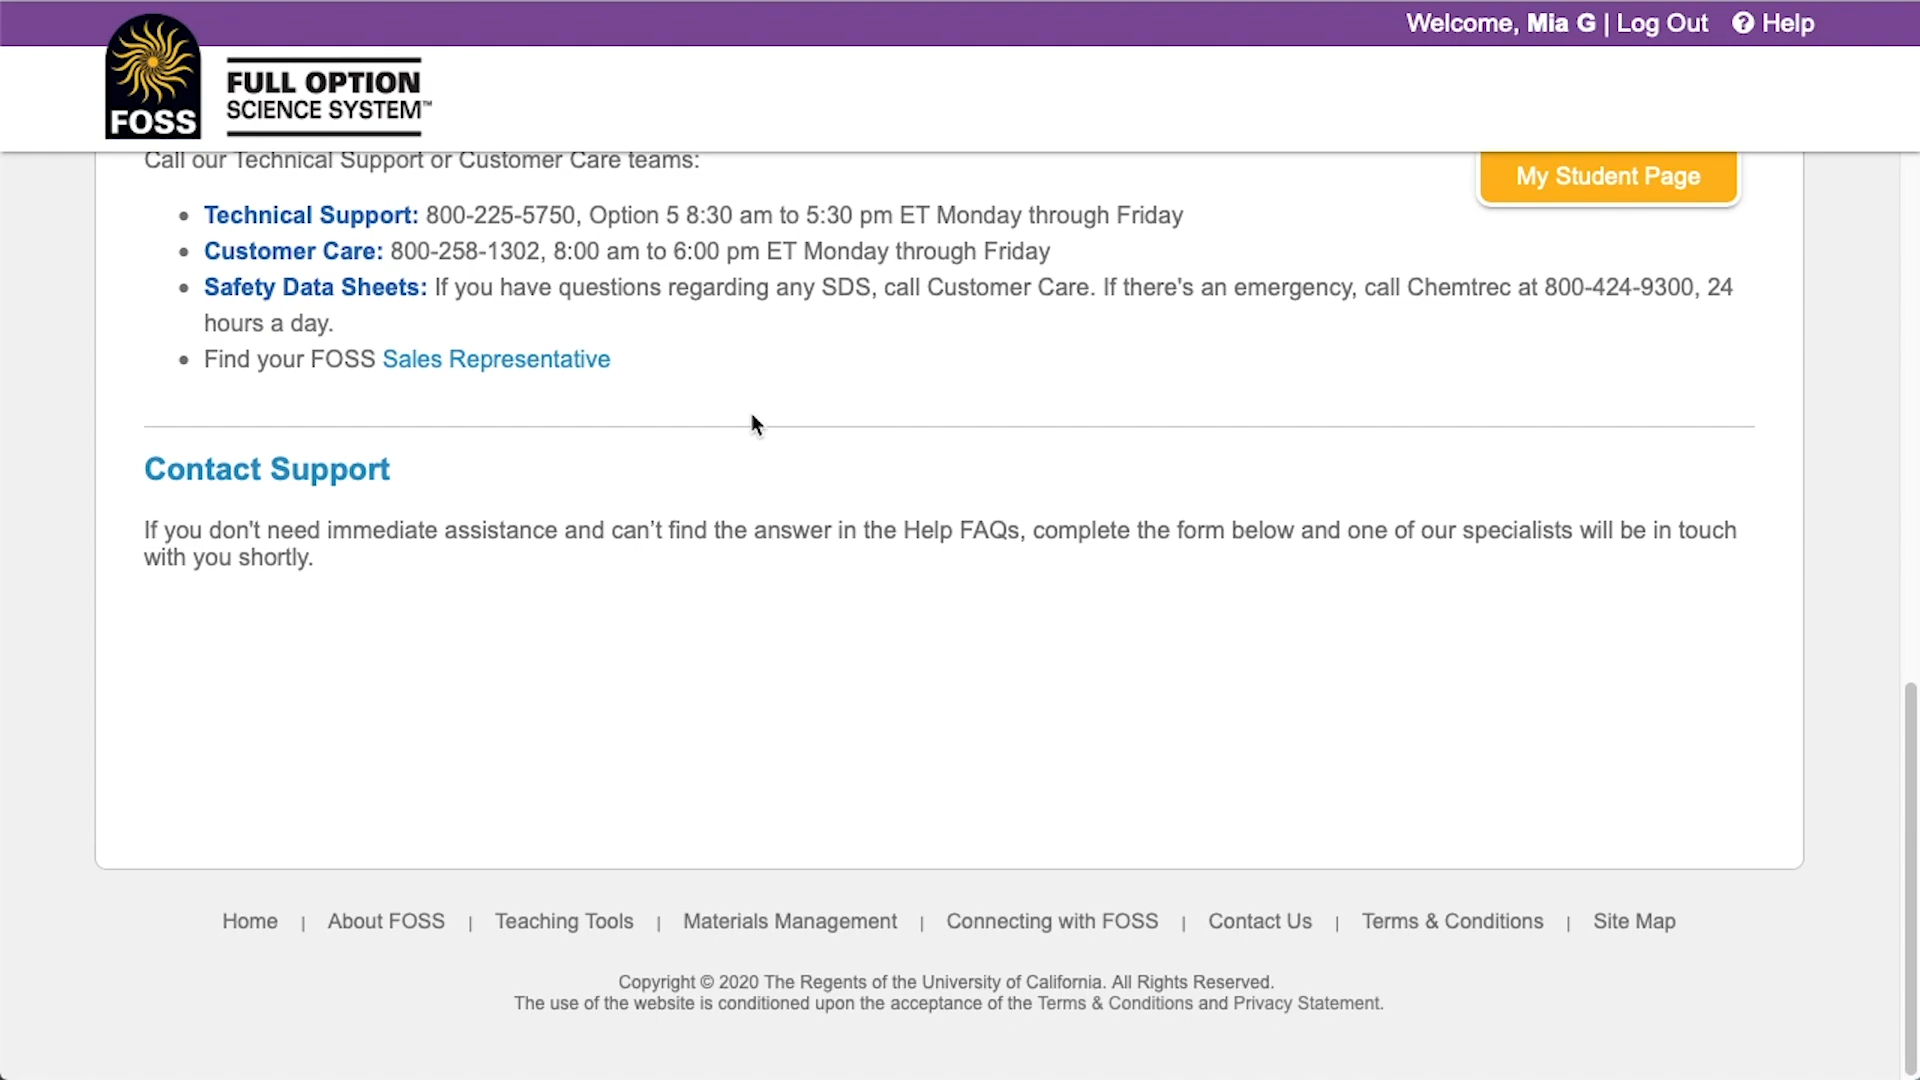 Welcome, Mia G | Log Out Help
FOSS
FULL OPTION
SCIENCE SYSTEM™
Call our Technical Support or Customer Care teams:
My Student Page
• Technical Support: 800-225-5750, Option 5 8:30 am to 5:30 pm ET Monday through Friday
• Customer Care: 800-258-1302, 8:00 am to 6:00 pm ET Monday through Friday
• Safety Data Sheets: If you have questions regarding any SDS, call Customer Care. If there's an emergency, call Chemtrec at 800-424-9300, 24
hours a day.
• Find your FOSS Sales Representative
Contact Support
If you don't need immediate assistance and can’t find the answer in the Help FAQs, complete the form below and one of our specialists will be in touch
with you shortly.
Home | About FOSS | Teaching Tools | Materials Management | Connecting with FOSS | Contact Us | Terms & Conditions | Site Map
Copyright © 2020 The Regents of the University of California. All Rights Reserved.
The use of the website is conditioned upon the acceptance of the Terms & Conditions and Privacy Statement.